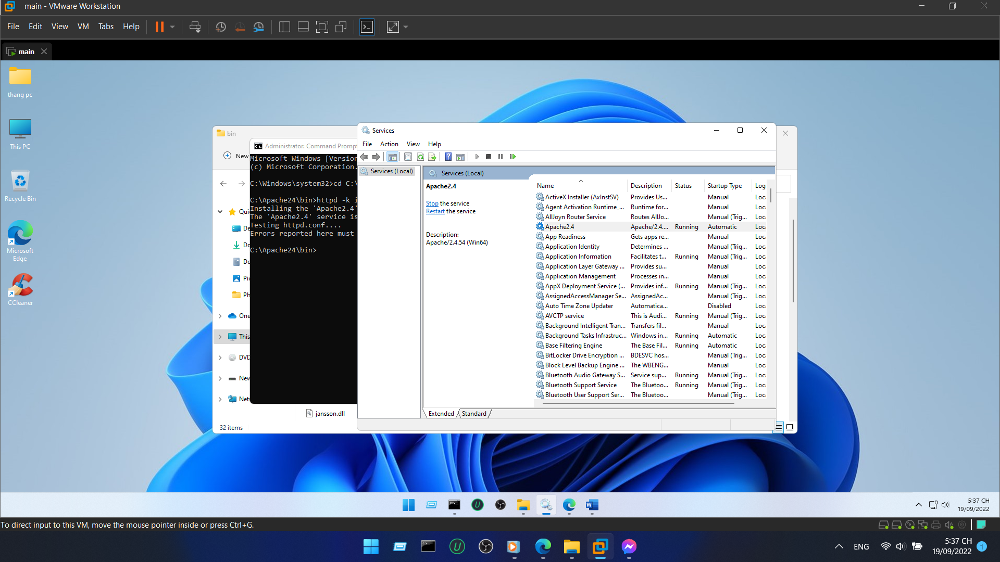 main - VMware Workstation
File Edit View VM Tabs Help
main
thang pc
This PC
Recycle Bin
Microsoft
Edge
CCleaner
bin
New
32 items
jansson.dll
Administrator: Command Prompt
Microsoft Windows [Version
(c) Microsoft Corporation.
C:\Windows\system32>cd C:\
C:\Apache24\bin>httpd -k i
Installing the 'Apache2.4'
The 'Apache2.4' service is
Testing httpd.conf....
Errors reported here must
C:\Apache24\bin>
Services
File Action View Help
Services (Local)
Services (Local)
Apache2.4
Stop the service
Restart the service
Description:
Apache/2.4.54 (Win64)
Name Description Status Startup Type Log
ActiveX Installer (AxInstSV) Provides Us... Manual Loca
Agent Activation Runtime_... Runtime for... Manual Loca
AllJoyn Router Service Routes AllJo... Manual (Trig... Loca
Apache2.4 Apache/2.4.... Running Automatic Loca
App Readiness Gets apps re... Manual Loca
Application Identity Determines ... Manual (Trig... Loca
Application Information Facilitates t... Running Manual (Trig... Loca
Application Layer Gateway ... Provides su... Manual Loca
Application Management Processes in... Manual Loca
AppX Deployment Service (... Provides inf... Running Manual (Trig... Loca
AssignedAccessManager Se... AssignedAc... Manual (Trig... Loca
Auto Time Zone Updater Automatica... Disabled Loca
AVCTP service This is Audi... Running Manual (Trig... Loca
Background Intelligent Tran... Transfers fil... Manual Loca
Background Tasks Infrastruc... Windows in... Running Automatic Loca
Base Filtering Engine The Base Fil... Running Automatic Loca
BitLocker Drive Encryption ... BDESVC hos... Manual (Trig... Loca
Block Level Backup Engine ... The WBENG... Manual Loca
Bluetooth Audio Gateway S... Service sup... Running Manual (Trig... Loca
Bluetooth Support Service The Bluetoo... Running Manual (Trig... Loca
Bluetooth User Support Ser... The Bluetoo... Manual (Trig... Loca
Extended Standard
5:37 CH
19/09/2022
To direct input to this VM, move the mouse pointer inside or press Ctrl+G.
ENG
5:37 CH
19/09/2022
1